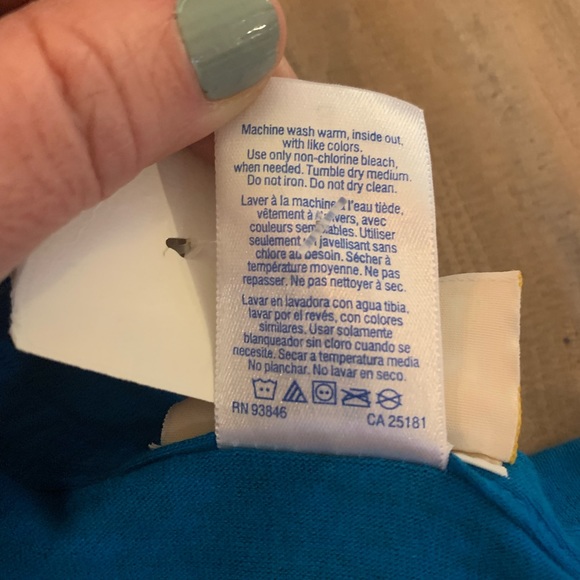 Machine wash warm, inside out,
with like colors.
Use only non-chlorine bleach,
when needed. Tumble dry medium.
Do not iron. Do not dry clean.
Laver à la machine à l'eau tiède,
vêtement à l'envers, avec
couleurs semblables. Utiliser
seulement un javellisant sans
chlore au besoin. Sécher à
température moyenne. Ne pas
repasser. Ne pas nettoyer à sec.
Lavar en lavadora con agua tibia,
lavar por el revés, con colores
similares. Usar solamente
blanqueador sin cloro cuando se
necesite. Secar a temperatura media
No planchar. No lavar en seco.
RN 93846 CA 25181